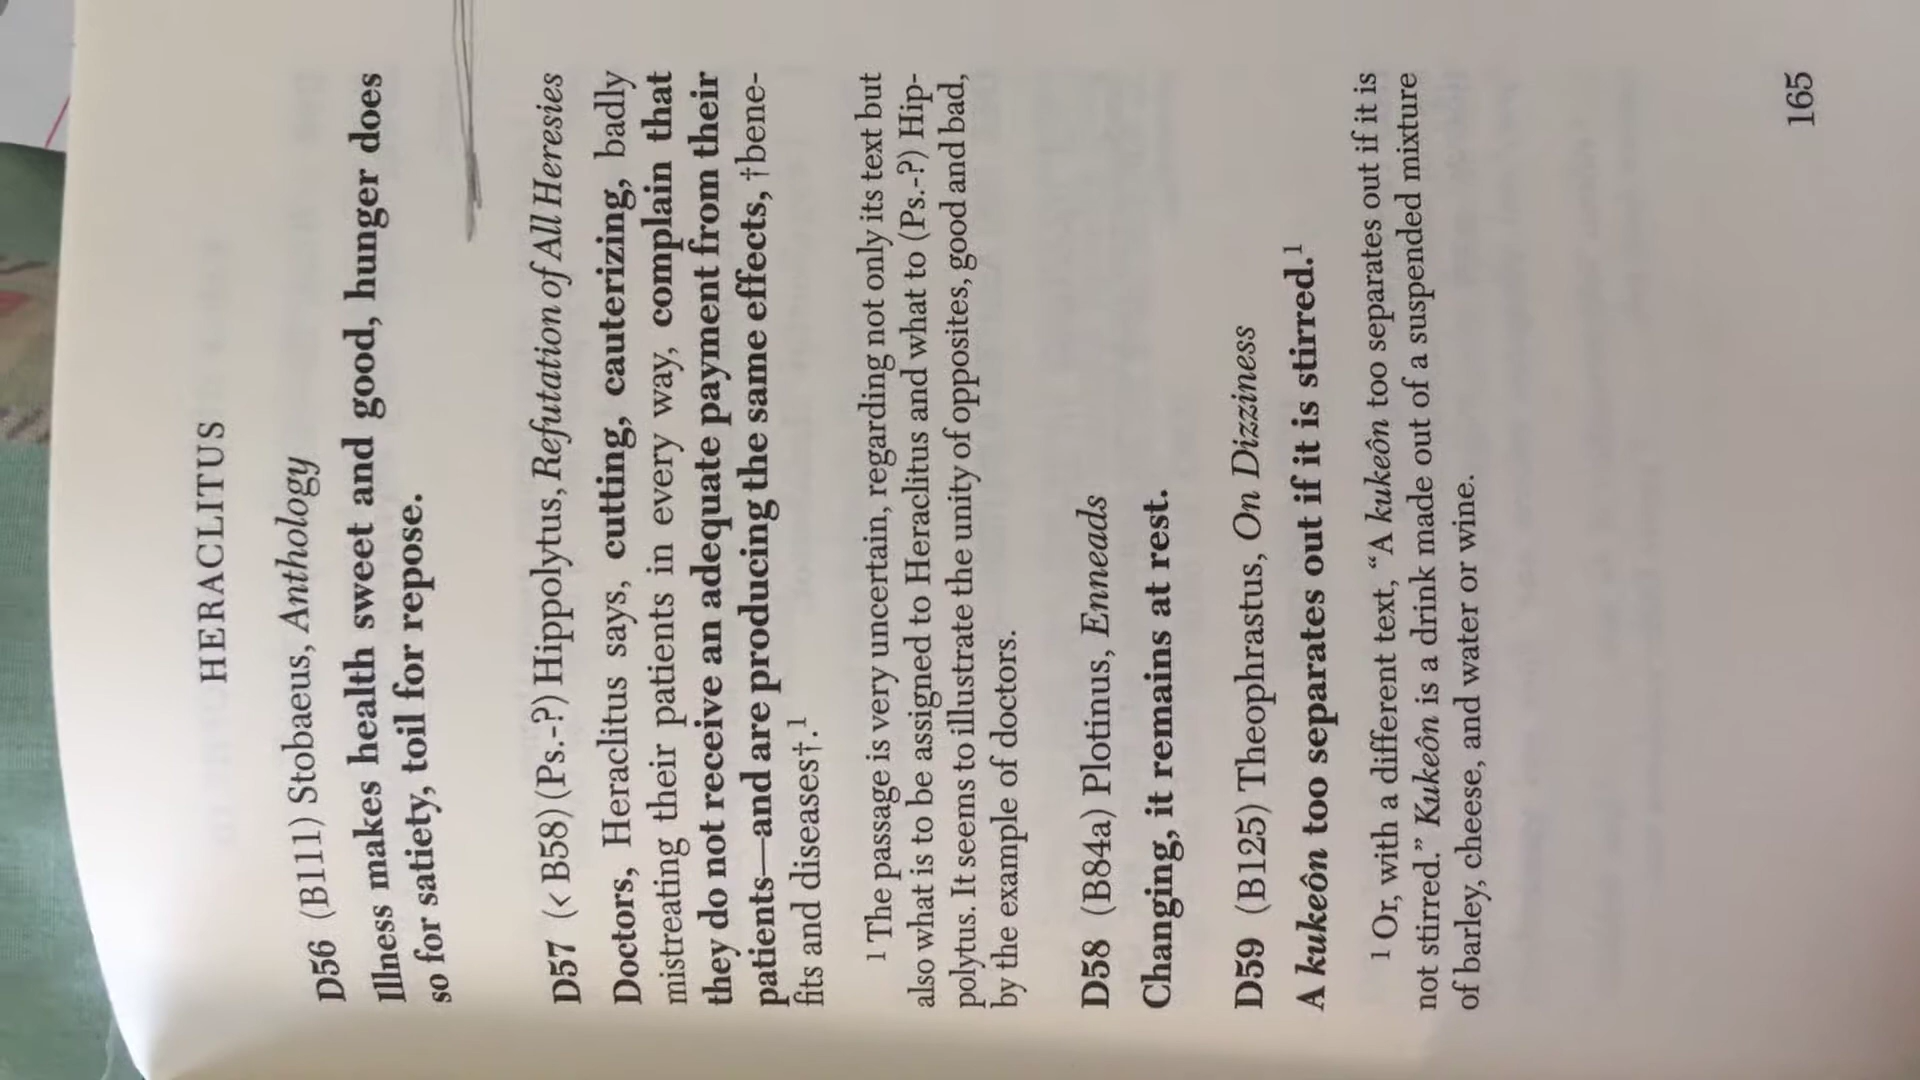 HERACLITUS
D56 (B111) Stobaeus, Anthology
Illness makes health sweet and good, hunger does
so for satiety, toil for repose.
D57 (< B58) (Ps.-?) Hippolytus, Refutation of All Heresies
Doctors, Heraclitus says, cutting, cauterizing, badly
mistreating their patients in every way, complain that
they do not receive an adequate payment from their
patients—and are producing the same effects, †bene-
fits and diseases†.1
1 The passage is very uncertain, regarding not only its text but
also what is to be assigned to Heraclitus and what to (Ps.-?) Hip-
polytus. It seems to illustrate the unity of opposites, good and bad,
by the example of doctors.
D58 (B84a) Plotinus, Enneads
Changing, it remains at rest.
D59 (B125) Theophrastus, On Dizziness
A kukeôn too separates out if it is stirred.1
1 Or, with a different text, “A kukeôn too separates out if it is
not stirred.” Kukeôn is a drink made out of a suspended mixture
of barley, cheese, and water or wine.
165